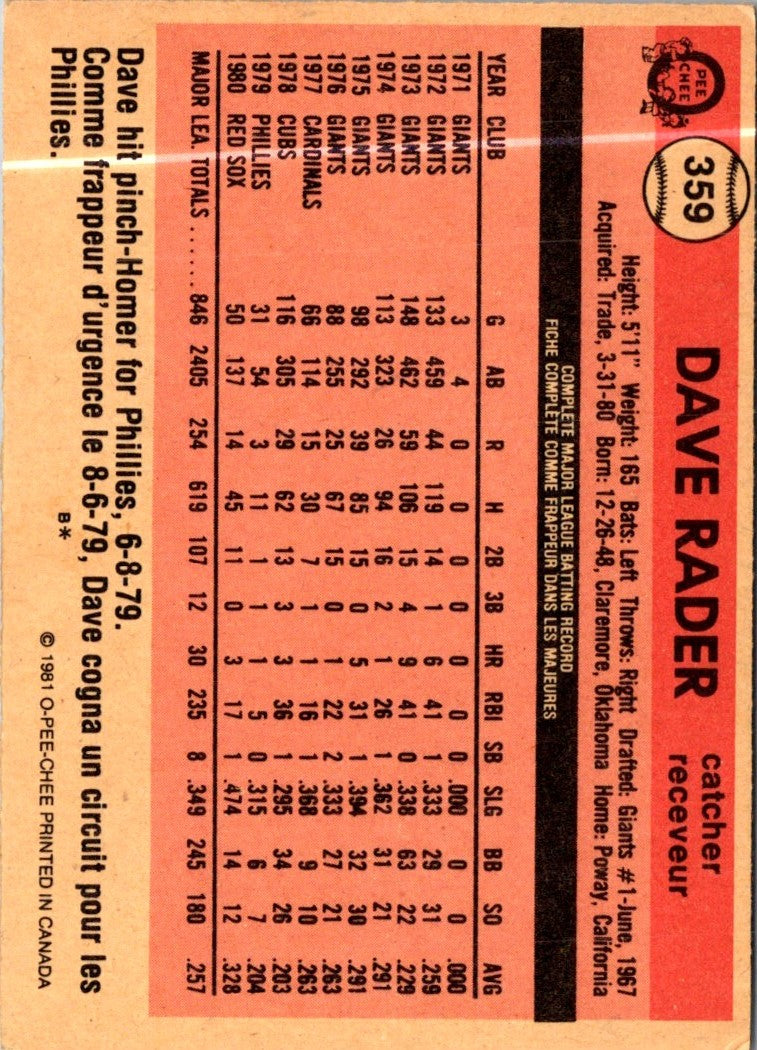 O PEE CHEE
359
DAVE RADER
catcher
receveur
Height: 5'11" Weight: 165 Bats: Left Throws: Right Drafted: Giants #1-June, 1967
Acquired: Trade, 3-31-80 Born: 12-26-48, Claremore, Oklahoma Home: Poway, California
COMPLETE MAJOR LEAGUE BATTING RECORD
FICHE COMPLETE COMME FRAPPEUR DANS LES MAJEURES
YEAR CLUB G AB R H 2B 3B HR RBI SB SLG BB SO AVG
1971 GIANTS 3 4 0 0 0 0 0 0 0 .000 0 0 .000
1972 GIANTS 133 459 44 119 14 1 6 41 1 .333 29 31 .259
1973 GIANTS 148 462 59 106 15 4 9 41 0 .338 63 22 .229
1974 GIANTS 113 323 26 94 16 2 1 26 1 .362 31 21 .291
1975 GIANTS 98 292 39 85 15 0 5 31 1 .394 32 30 .291
1976 GIANTS 88 255 25 67 15 0 1 22 2 .333 27 21 .263
1977 CARDINALS 66 114 15 30 7 1 1 16 1 .368 9 10 .263
1978 CUBS 116 305 29 62 13 3 3 36 1 .295 34 26 .203
1979 PHILLIES 31 54 3 11 1 1 1 5 0 .315 6 7 .204
1980 RED SOX 50 137 14 45 11 0 3 17 1 .474 14 12 .328
MAJOR LEA. TOTALS ...... 846 2405 254 619 107 12 30 235 8 .349 245 180 .257
Dave hit pinch-Homer for Phillies, 6-8-79.
Comme frappeur d'urgence le 8-6-79, Dave cogna un circuit pour les
Phillies.
B*
© 1981 O-PEE-CHEE PRINTED IN CANADA